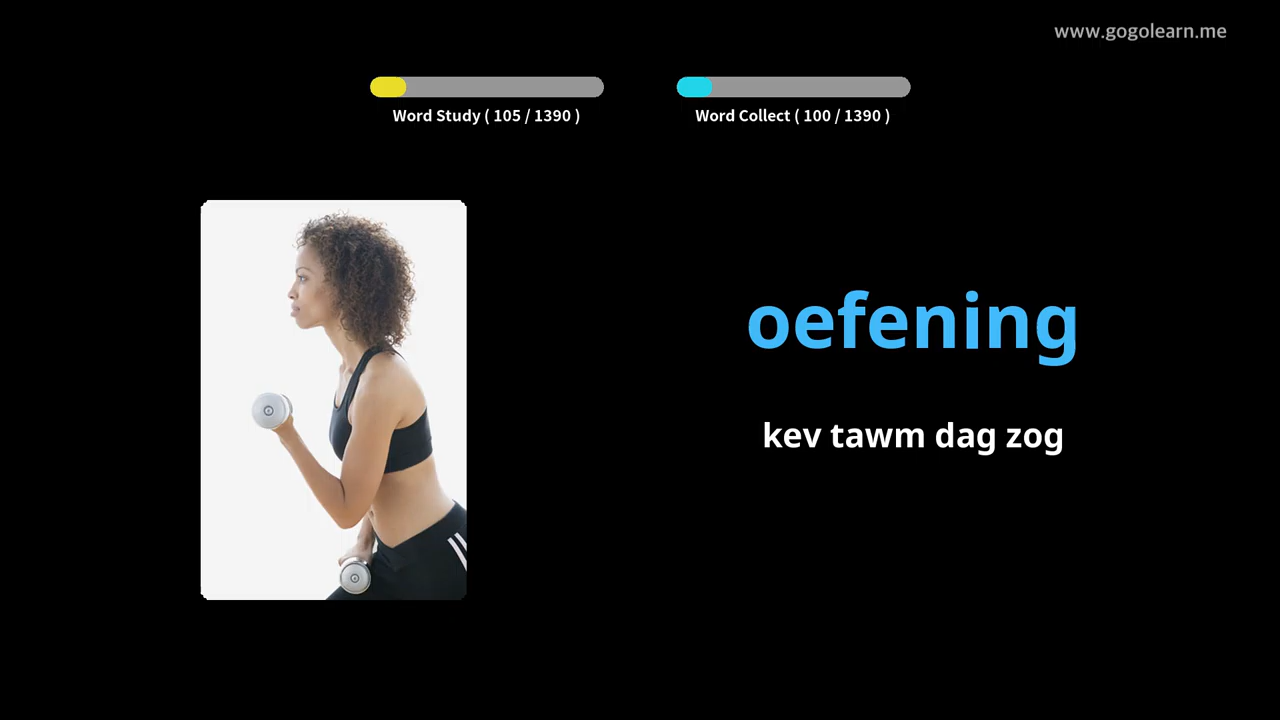 www.gogolearn.me
Word Study ( 105 / 1390 )
Word Collect ( 100 / 1390 )
oefening
kev tawm dag zog